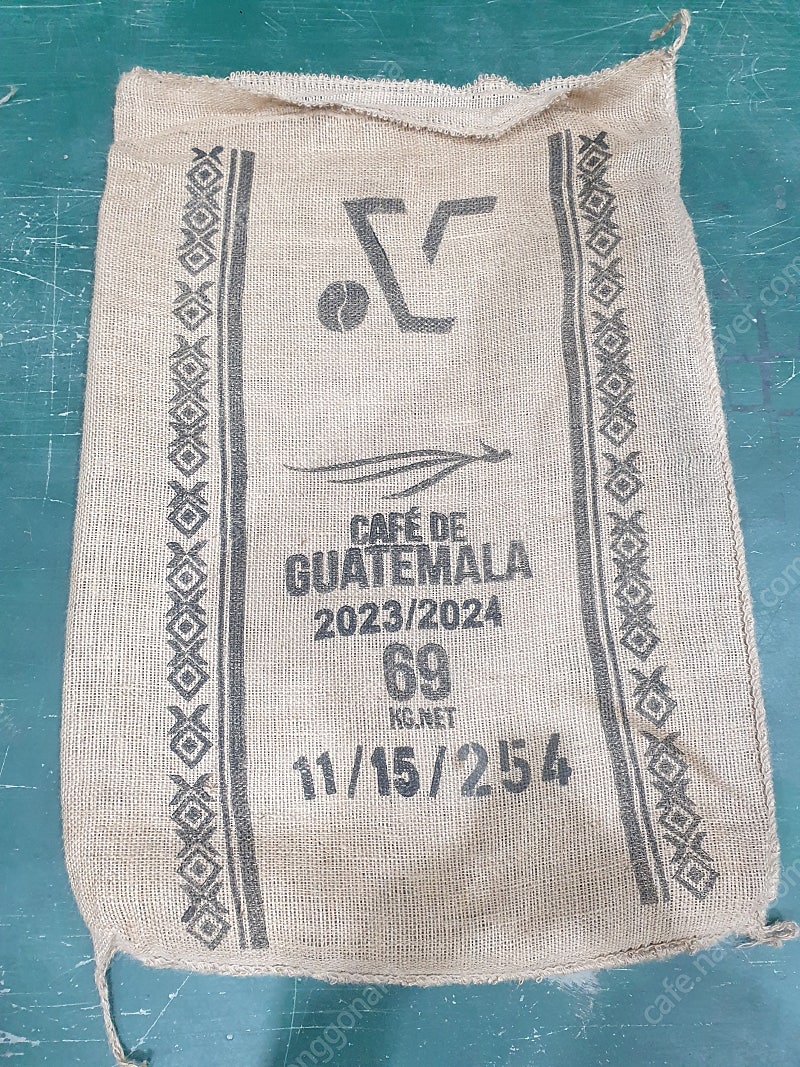 CAFÉ DE
GUATEMALA
2023/2024
69
KG.NET
11/15/254